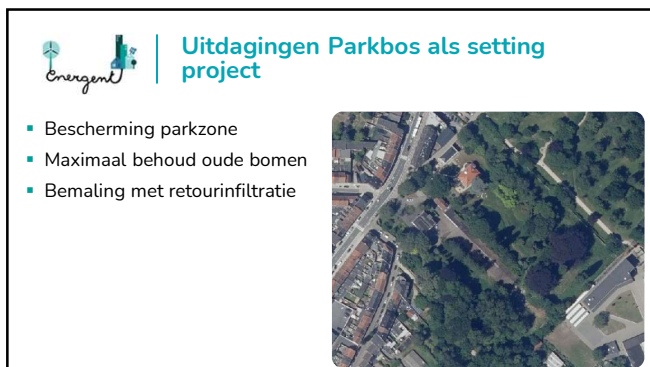 Energent
Uitdagingen Parkbos als setting
project
Bescherming parkzone
Maximaal behoud oude bomen
Bemaling met retourinfiltratie